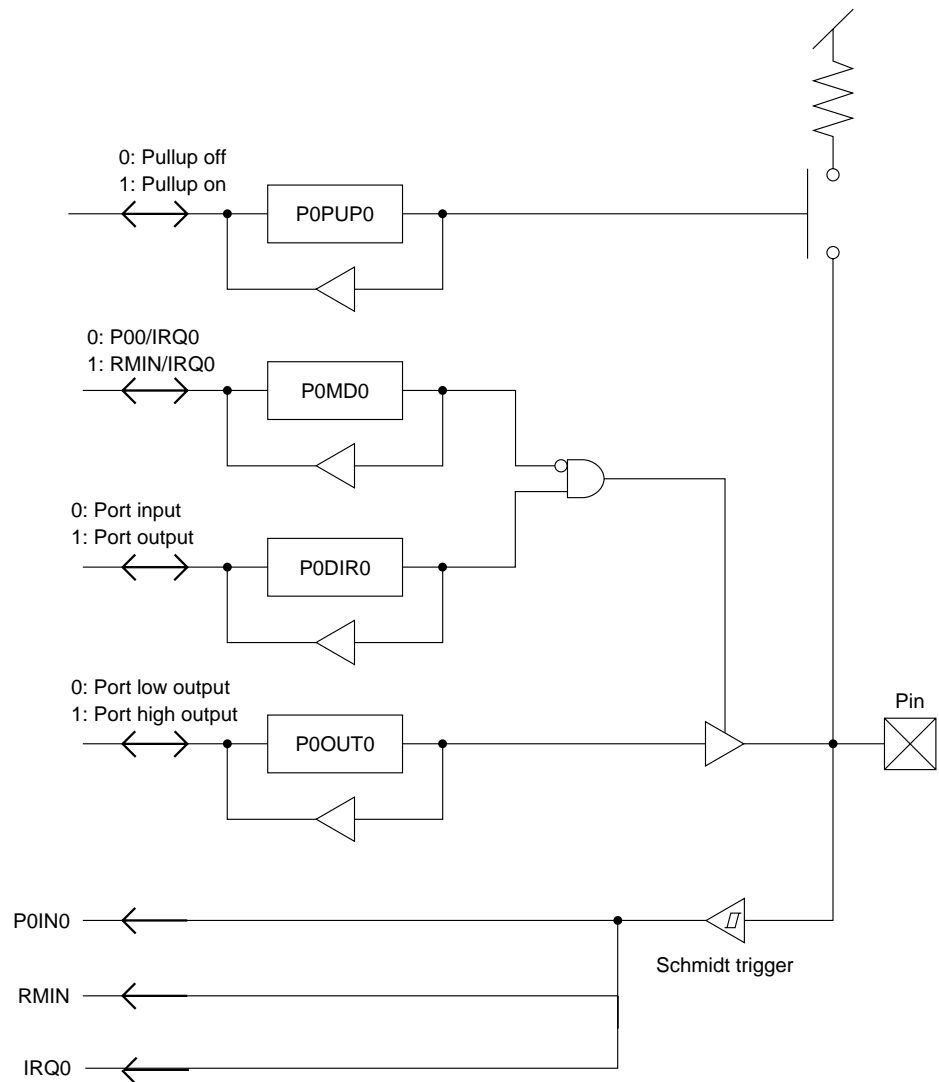 0: Pullup off
1: Pullup on
P0PUP0
0: P00/IRQ0
1: RMIN/IRQ0
P0MD0
0: Port input
1: Port output
P0DIR0
0: Port low output
1: Port high output
P0OUT0
Pin
P0IN0
Schmidt trigger
RMIN
IRQ0